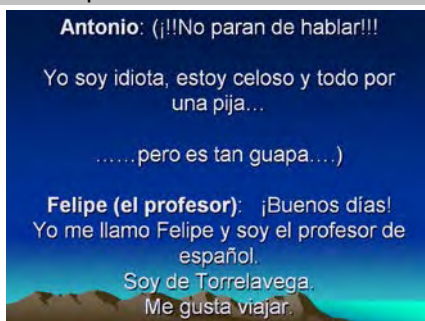 Antonio: (¡!!No paran de hablar!!!
Yo soy idiota, estoy celoso y todo por
una pija…
……pero es tan guapa….)
Felipe (el profesor): ¡Buenos días!
Yo me llamo Felipe y soy el profesor de
español.
Soy de Torrelavega.
Me gusta viajar.